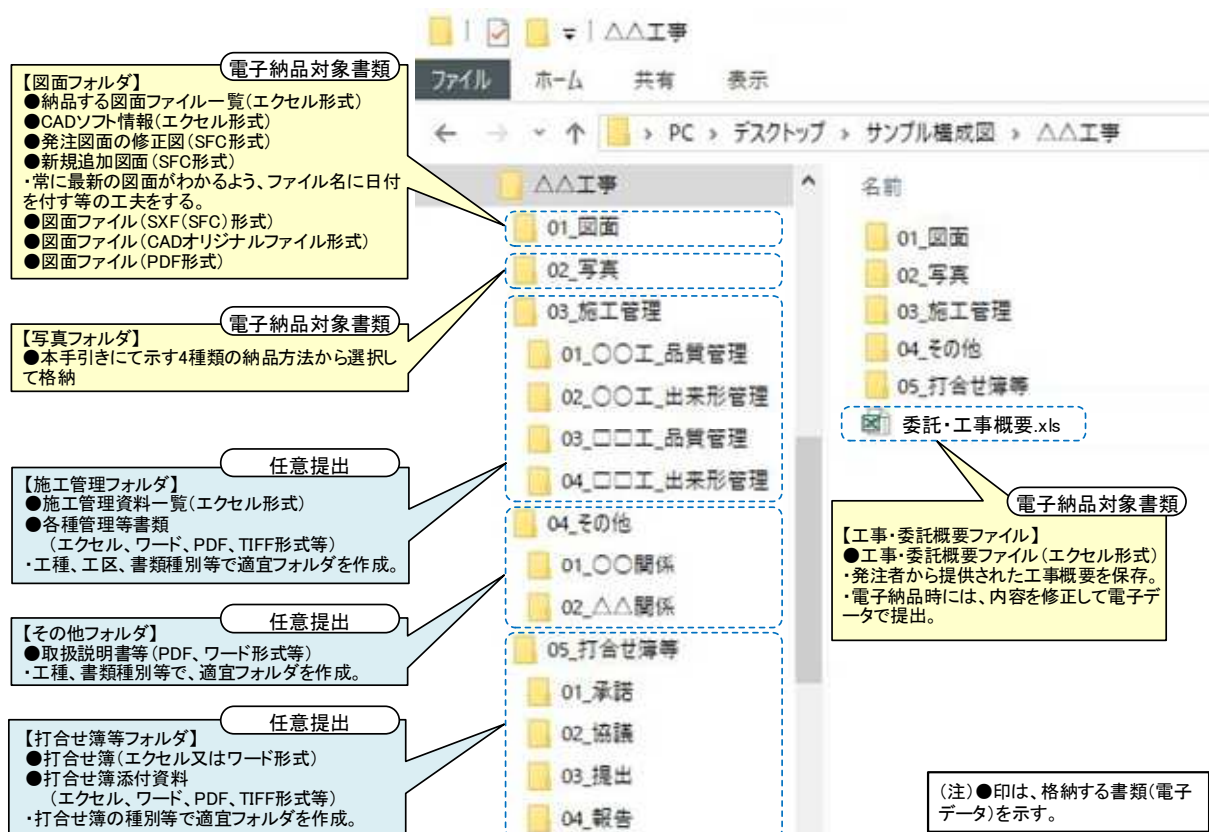 △△工事
ファイル ホーム 共有 表示
PC › デスクトップ › サンプル構成図 › △△工事
電子納品対象書類
【図面フォルダ】
●納品する図面ファイル一覧(エクセル形式)
●CADソフト情報(エクセル形式)
●発注図面の修正図(SFC形式)
●新規追加図面(SFC形式)
・常に最新の図面がわかるよう、ファイル名に日付
を付す等の工夫をする。
●図面ファイル(SXF(SFC)形式)
●図面ファイル(CADオリジナルファイル形式)
●図面ファイル(PDF形式)
電子納品対象書類
【写真フォルダ】
●本手引きにて示す4種類の納品方法から選択し
て格納
任意提出
【施工管理フォルダ】
●施工管理資料一覧(エクセル形式)
●各種管理等書類
(エクセル、ワード、PDF、TIFF形式等)
・工種、工区、書類種別等で適宜フォルダを作成。
任意提出
【その他フォルダ】
●取扱説明書等(PDF、ワード形式等)
・工種、書類種別等で、適宜フォルダを作成。
任意提出
【打合せ簿等フォルダ】
●打合せ簿(エクセル又はワード形式)
●打合せ簿添付資料
(エクセル、ワード、PDF、TIFF形式等)
・打合せ簿の種別等で適宜フォルダを作成。
△△工事
01_図面
02_写真
03_施工管理
01_〇〇工_品質管理
02_〇〇工_出来形管理
03_□□工_品質管理
04_□□工_出来形管理
04_その他
01_〇〇関係
02_△△関係
05_打合せ簿等
01_承諾
02_協議
03_提出
04_報告
名前
01_図面
02_写真
03_施工管理
04_その他
05_打合せ簿等
委託・工事概要.xls
電子納品対象書類
【工事・委託概要ファイル】
●工事・委託概要ファイル(エクセル形式)
・発注者から提供された工事概要を保存。
・電子納品時には、内容を修正して電子デ
ータで提出。
(注)●印は、格納する書類(電子
データ)を示す。